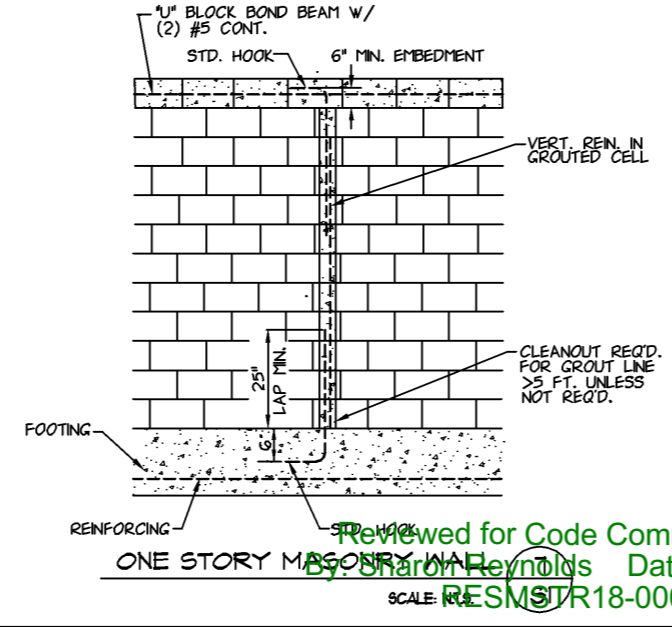 "U" BLOCK BOND BEAM W/
(2) #5 CONT.
STD. HOOK
6" MIN. EMBEDMENT
VERT. REIN. IN
GROUTED CELL
25"
LAP MIN.
CLEANOUT REQ'D.
FOR GROUT LINE
>5 FT. UNLESS
NOT REQ'D.
FOOTING
6"
REINFORCING
STD. HOOK
ONE STORY MASONRY WALL
SCALE: N.T.S.
Reviewed for Code Com
By: Sharon Reynolds Dat
RESMSTR18-000